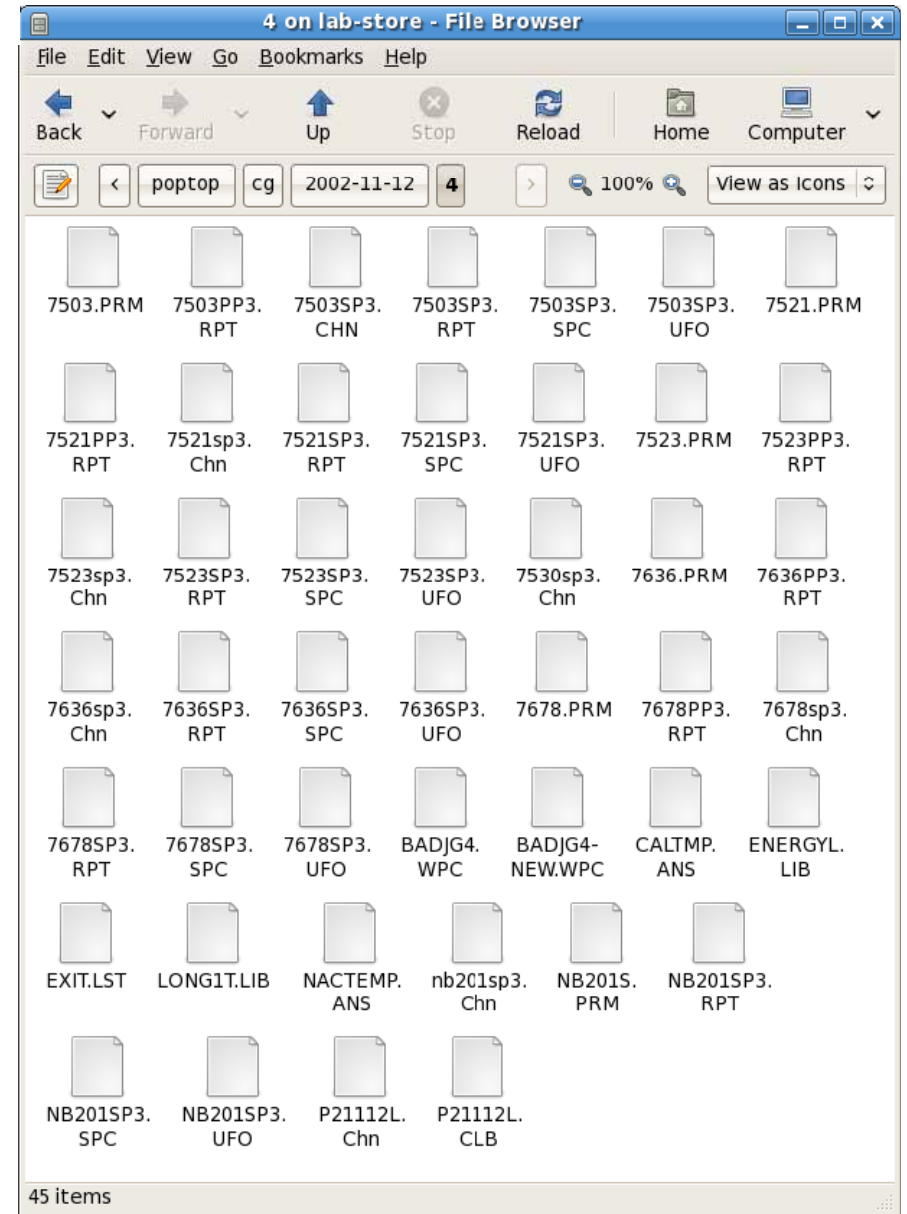 4 on lab-store - File Browser
File Edit View Go Bookmarks Help
Back Forward Up Stop Reload Home Computer
poptop cg 2002-11-12 4 100% View as Icons
7503.PRM 7503PP3. 7503SP3. 7503SP3. 7503SP3. 7503SP3. 7521.PRM
RPT CHN RPT SPC UFO
7521PP3. 7521sp3. 7521SP3. 7521SP3. 7521SP3. 7523.PRM 7523PP3.
RPT Chn RPT SPC UFO RPT
7523sp3. 7523SP3. 7523SP3. 7523SP3. 7530sp3. 7636.PRM 7636PP3.
Chn RPT SPC UFO Chn RPT
7636sp3. 7636SP3. 7636SP3. 7636SP3. 7678.PRM 7678PP3. 7678sp3.
Chn RPT SPC UFO RPT Chn
7678SP3. 7678SP3. 7678SP3. BADJG4. BADJG4- CALTMP. ENERGYL.
RPT SPC UFO WPC NEW.WPC ANS LIB
EXIT.LST LONG1T.LIB NACTEMP. nb201sp3. NB201S. NB201SP3.
ANS Chn PRM RPT
NB201SP3. NB201SP3. P21112L. P21112L.
SPC UFO Chn CLB
45 items